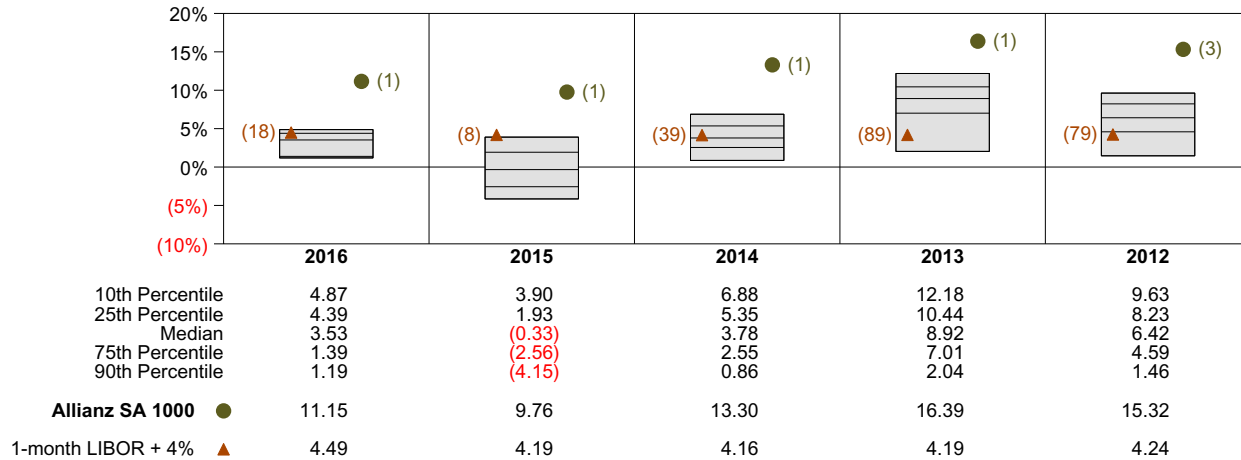 20%
15%
10%
5%
0%
(5%)
(10%)
(18)
(1)
(8)
(1)
(39)
(1)
(89)
(1)
(79)
(3)
2016 2015 2014 2013 2012
10th Percentile 4.87 3.90 6.88 12.18 9.63
25th Percentile 4.39 1.93 5.35 10.44 8.23
Median 3.53 (0.33) 3.78 8.92 6.42
75th Percentile 1.39 (2.56) 2.55 7.01 4.59
90th Percentile 1.19 (4.15) 0.86 2.04 1.46
Allianz SA 1000 11.15 9.76 13.30 16.39 15.32
1-month LIBOR + 4% 4.49 4.19 4.16 4.19 4.24